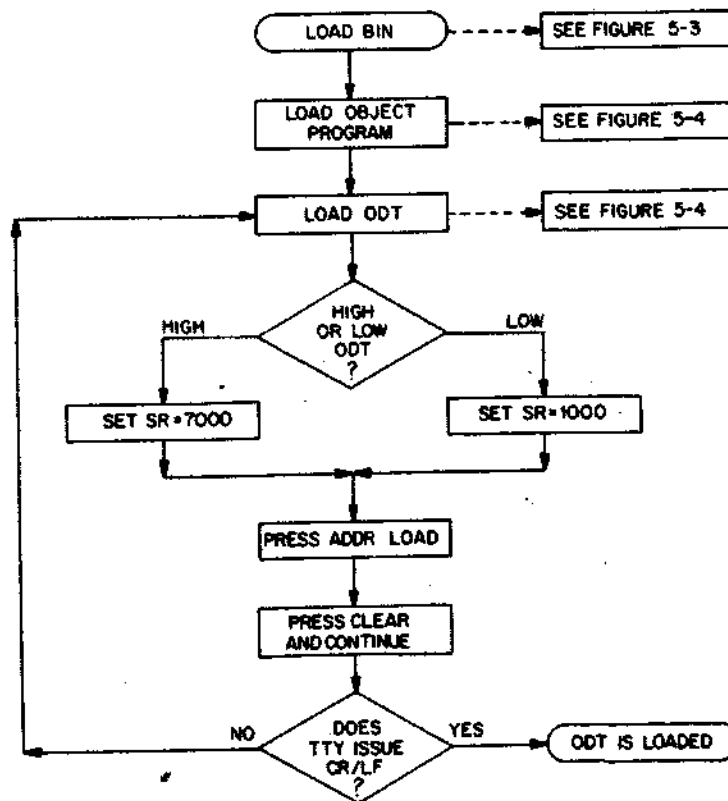 LOAD BIN
SEE FIGURE 5-3
LOAD OBJECT
PROGRAM
SEE FIGURE 5-4
LOAD ODT
SEE FIGURE 5-4
HIGH
OR LOW
ODT
?
HIGH
LOW
SET SR=7000
SET SR=1000
PRESS ADDR LOAD
PRESS CLEAR
AND CONTINUE
DOES
TTY ISSUE
CR/LF
?
NO
YES
ODT IS LOADED